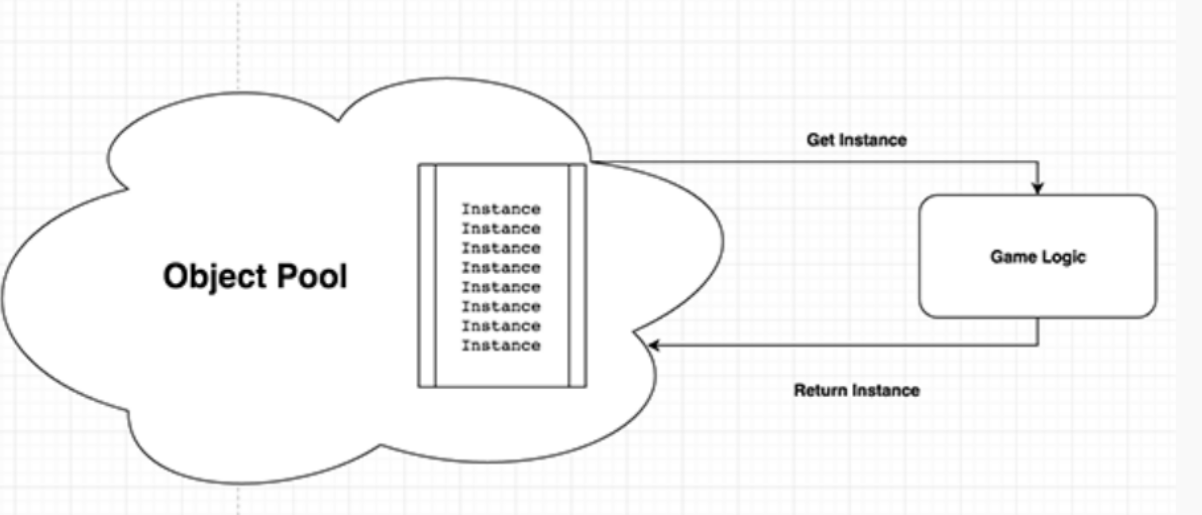 Get Instance
Instance
Instance
Instance
Instance
Instance
Instance
Instance
Instance
Object Pool
Game Logic
Return Instance